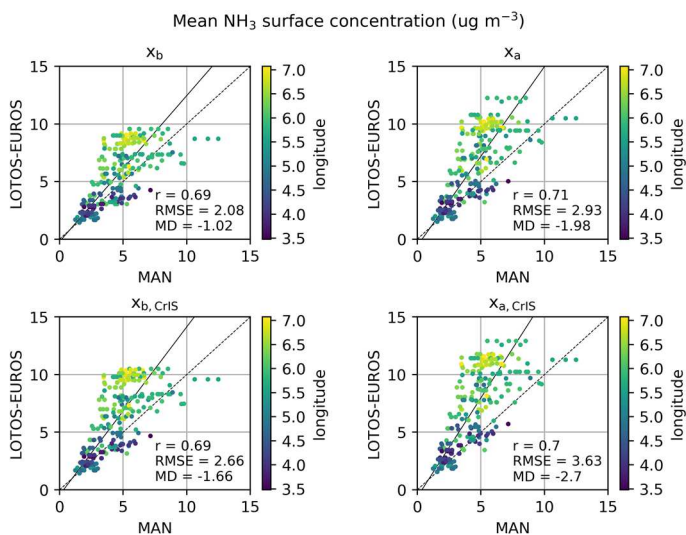 Mean NH₃ surface concentration (ug m⁻³)
x_b
15
10
5
0
LOTOS-EUROS
0 5 10 15
MAN
r = 0.69
RMSE = 2.08
MD = -1.02
7.0
6.5
6.0
5.5
5.0
4.5
4.0
3.5
longitude
x_a
15
10
5
0
LOTOS-EUROS
0 5 10 15
MAN
r = 0.71
RMSE = 2.93
MD = -1.98
7.0
6.5
6.0
5.5
5.0
4.5
4.0
3.5
longitude
x_b, CrIS
15
10
5
0
LOTOS-EUROS
0 5 10 15
MAN
r = 0.69
RMSE = 2.66
MD = -1.66
7.0
6.5
6.0
5.5
5.0
4.5
4.0
3.5
longitude
x_a, CrIS
15
10
5
0
LOTOS-EUROS
0 5 10 15
MAN
r = 0.7
RMSE = 3.63
MD = -2.7
7.0
6.5
6.0
5.5
5.0
4.5
4.0
3.5
longitude